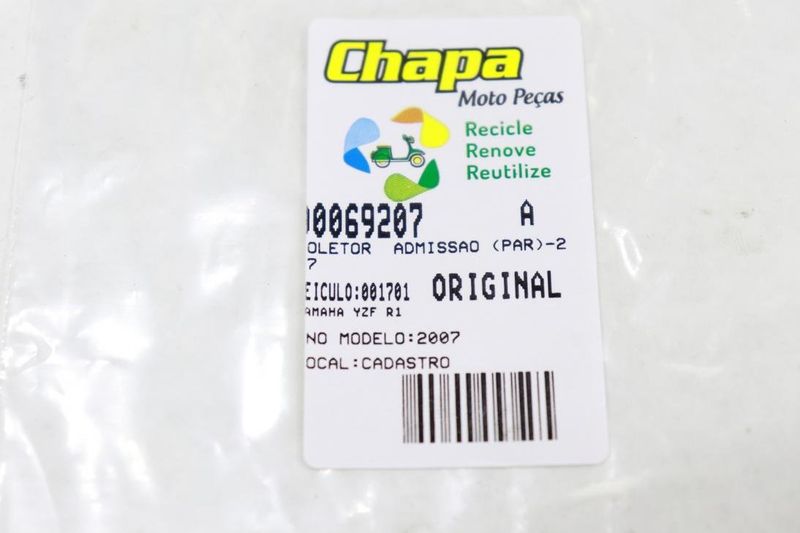 Chapa
Moto Peças
Recicle
Renove
Reutilize
00069207 A
OLETOR ADMISSAO (PAR)-2
7
EICULO:001701 ORIGINAL
AMAHA YZF R1
NO MODELO:2007
OCAL:CADASTRO